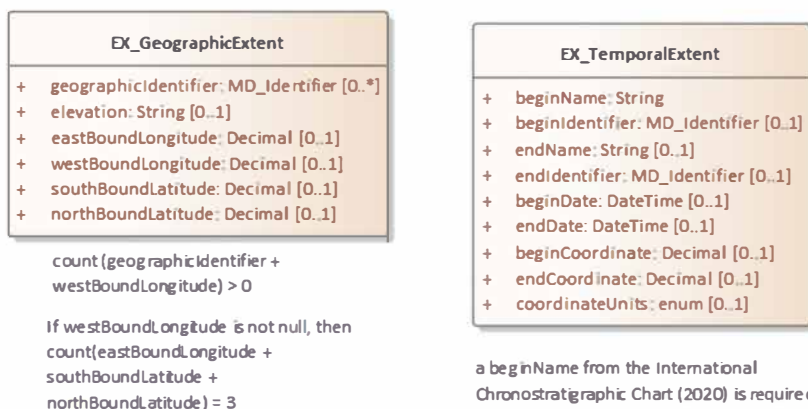 EX_GeographicExtent
+ geographicIdentifier: MD_Identifier [0..*]
+ elevation: String [0..1]
+ eastBoundLongitude: Decimal [0..1]
+ westBoundLongitude: Decimal [0..1]
+ southBoundLatitude: Decimal [0..1]
+ northBoundLatitude: Decimal [0..1]
count(geographicIdentifier +
westBoundLongitude) > 0
If westBoundLongitude is not null, then
count(eastBoundLongitude +
southBoundLatitude +
northBoundLatitude) = 3
EX_TemporalExtent
+ beginName: String
+ beginIdentifier: MD_Identifier [0..1]
+ endName: String [0..1]
+ endIdentifier: MD_Identifier [0..1]
+ beginDate: DateTime [0..1]
+ endDate: DateTime [0..1]
+ beginCoordinate: Decimal [0..1]
+ endCoordinate: Decimal [0..1]
+ coordinateUnits: enum [0..1]
a beginName from the International
Chronostratigraphic Chart (2020) is require